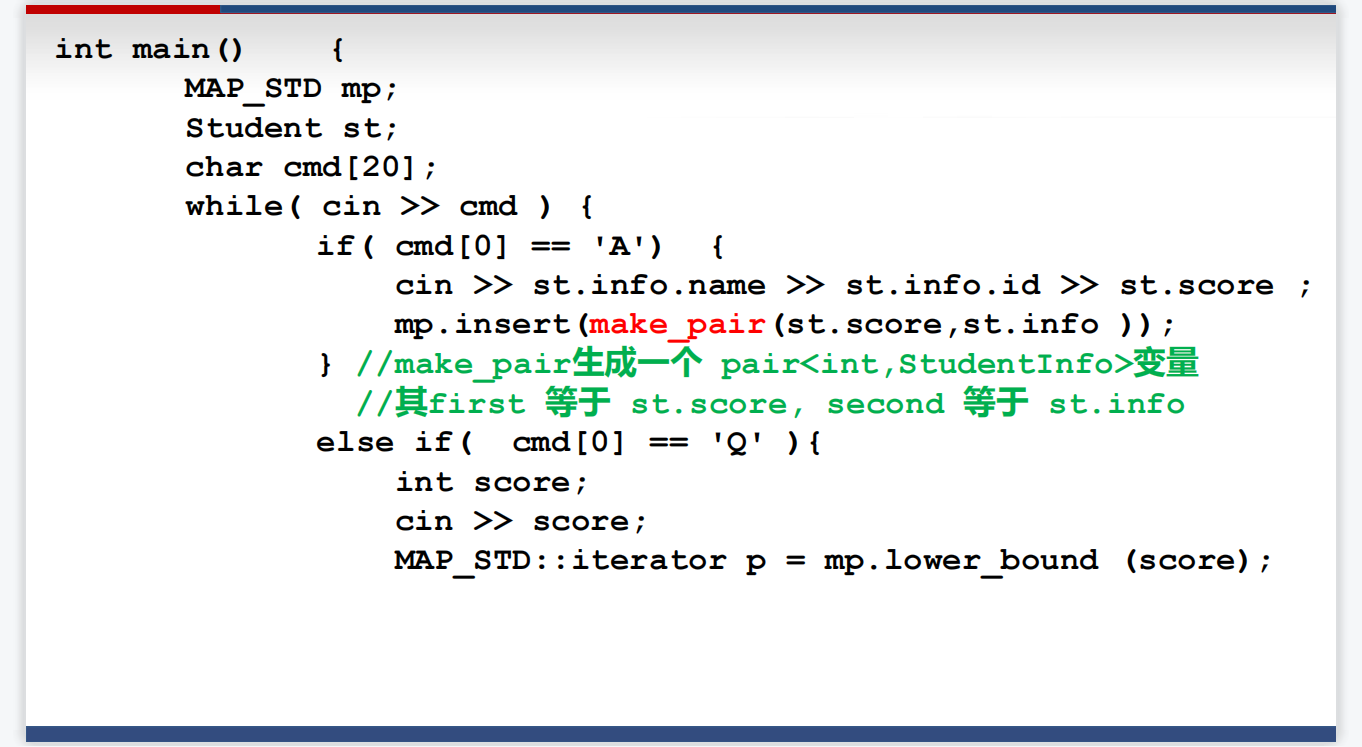 int main()    {
MAP_STD mp;
Student st;
char cmd[20];
while( cin >> cmd ) {
if( cmd[0] == 'A')  {
cin >> st.info.name >> st.info.id >> st.score ;
mp.insert(make_pair(st.score,st.info ));
} //make_pair生成一个 pair<int,StudentInfo>变量
//其first 等于 st.score, second 等于 st.info
else if(  cmd[0] == 'Q' ){
int score;
cin >> score;
MAP_STD::iterator p = mp.lower_bound (score);